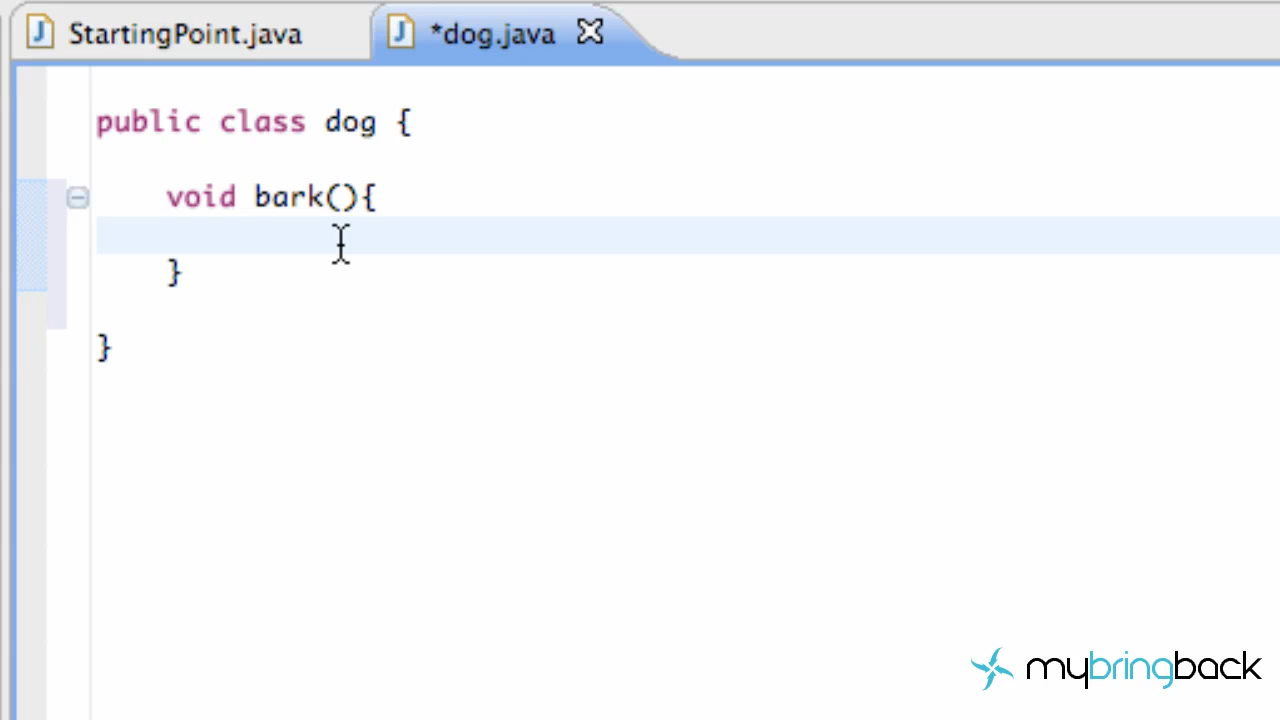 StartingPoint.java
*dog.java
public class dog {
void bark(){
}
}
mybringback